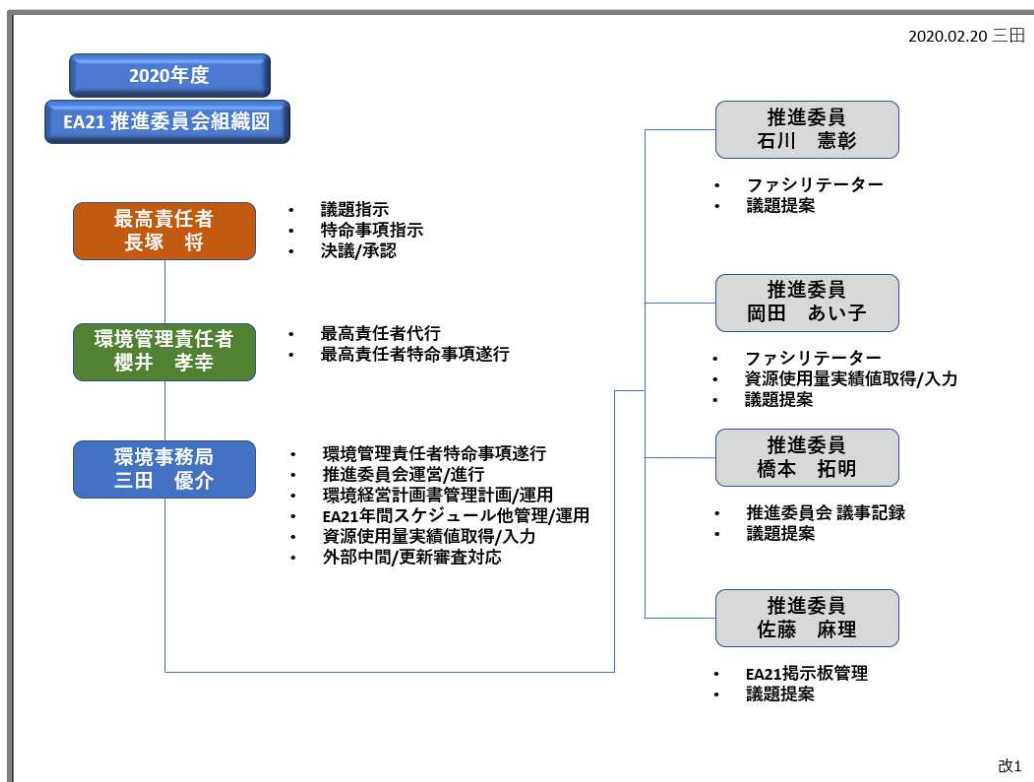 2020.02.20 三田
2020年度
EA21 推進委員会組織図
最高責任者
長塚　将
• 議題指示
• 特命事項指示
• 決議/承認
環境管理責任者
櫻井　孝幸
• 最高責任者代行
• 最高責任者特命事項遂行
環境事務局
三田　優介
• 環境管理責任者特命事項遂行
• 推進委員会運営/進行
• 環境経営計画書管理計画/運用
• EA21年間スケジュール他管理/運用
• 資源使用量実績値取得/入力
• 外部中間/更新審査対応
推進委員
石川　憲彰
• ファシリテーター
• 議題提案
推進委員
岡田　あい子
• ファシリテーター
• 資源使用量実績値取得/入力
• 議題提案
推進委員
橋本　拓明
• 推進委員会 議事記録
• 議題提案
推進委員
佐藤　麻理
• EA21掲示板管理
• 議題提案
改1